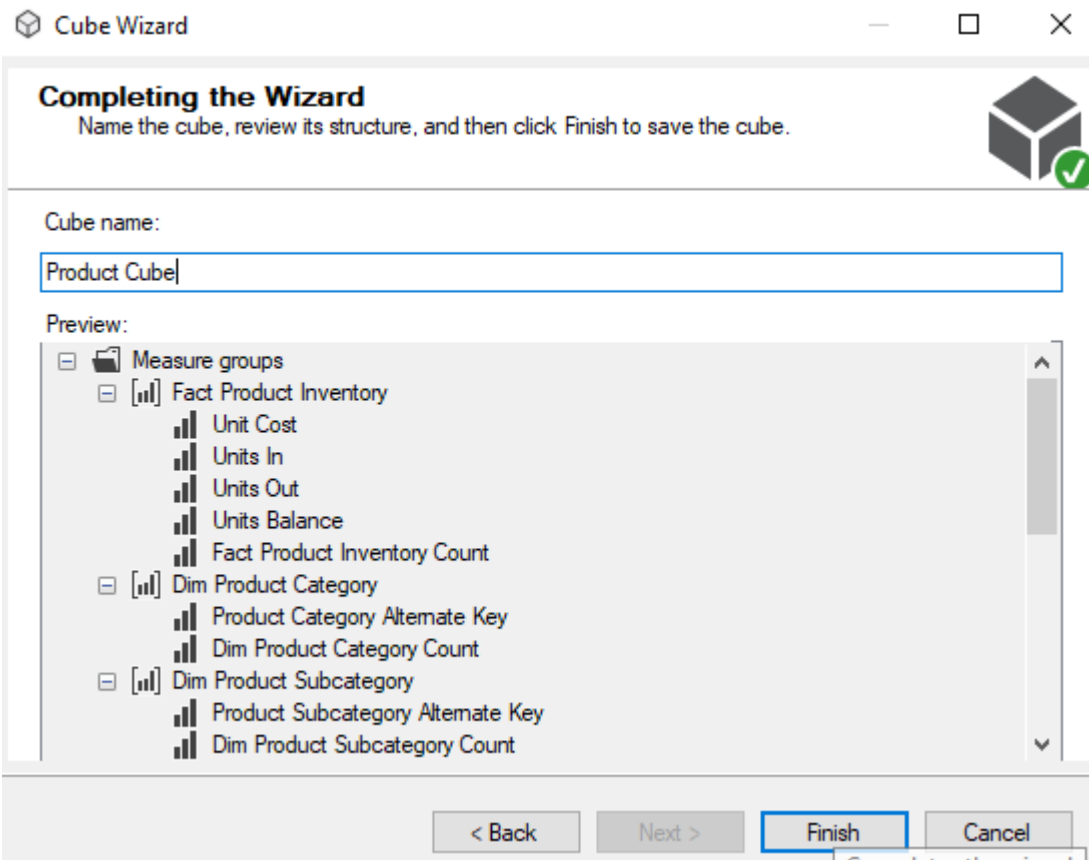 Cube Wizard
Completing the Wizard
Name the cube, review its structure, and then click Finish to save the cube.
Cube name:
Product Cube
Preview:
Measure groups
Fact Product Inventory
Unit Cost
Units In
Units Out
Units Balance
Fact Product Inventory Count
Dim Product Category
Product Category Alternate Key
Dim Product Category Count
Dim Product Subcategory
Product Subcategory Alternate Key
Dim Product Subcategory Count
< Back Next > Finish Cancel